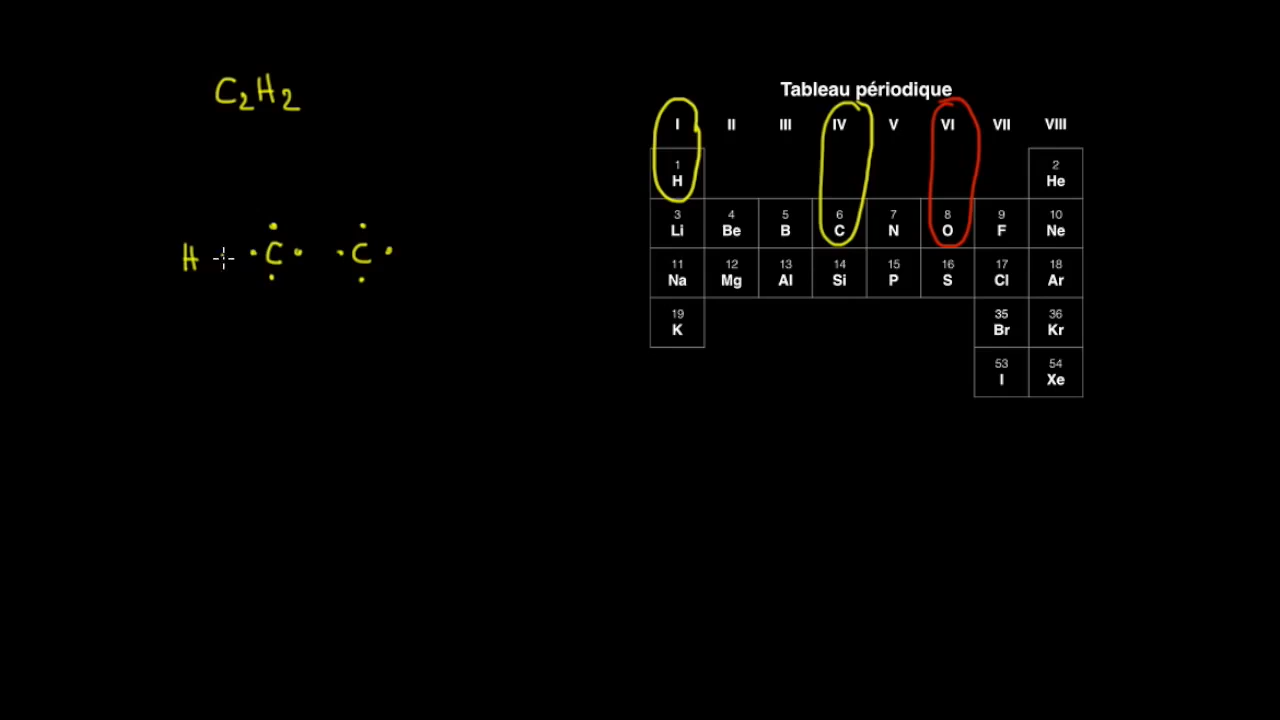 C₂H₂
H · C · · C ·
Tableau périodique
I II III IV V VI VII VIII
1 2
H He
3 4 5 6 7 8 9 10
Li Be B C N O F Ne
11 12 13 14 15 16 17 18
Na Mg Al Si P S Cl Ar
19 35 36
K Br Kr
53 54
I Xe